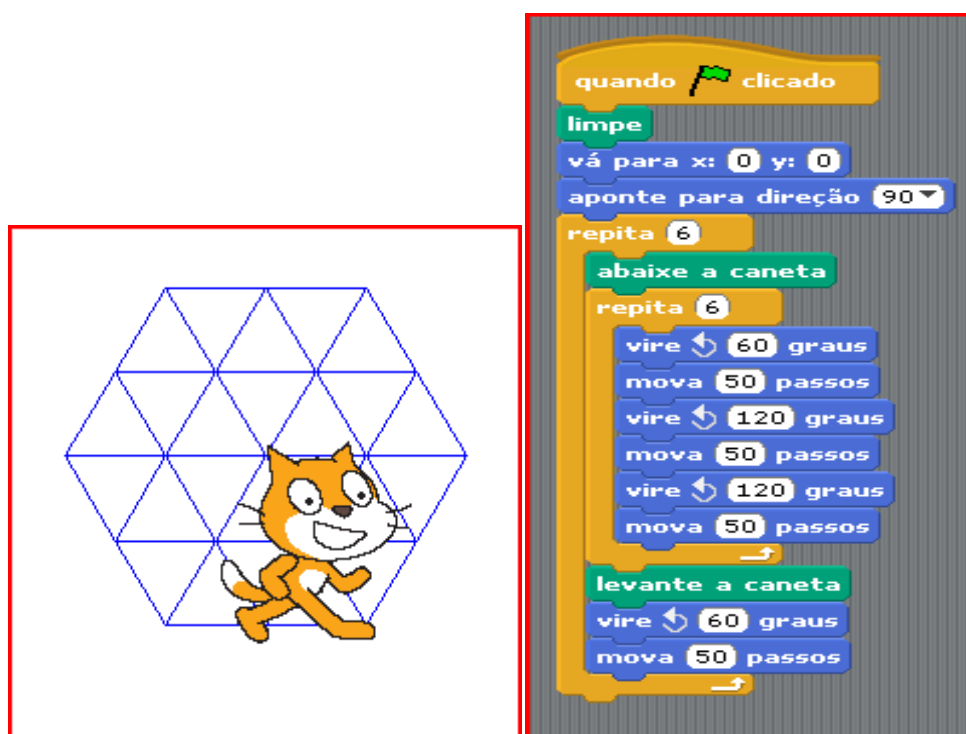 quando clicado
limpe
vá para x: 0 y: 0
aponte para direção 90
repita 6
abaixe a caneta
repita 6
vire 60 graus
mova 50 passos
vire 120 graus
mova 50 passos
vire 120 graus
mova 50 passos
levante a caneta
vire 60 graus
mova 50 passos